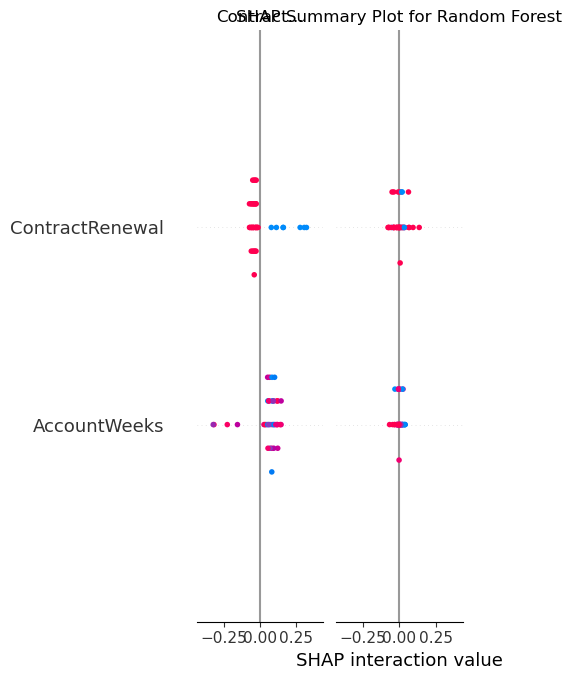 Contract...
SHAP Summary Plot for Random Forest
ContractRenewal
AccountWeeks
−0.25 0.00 0.25 −0.25 0.00 0.25
SHAP interaction value